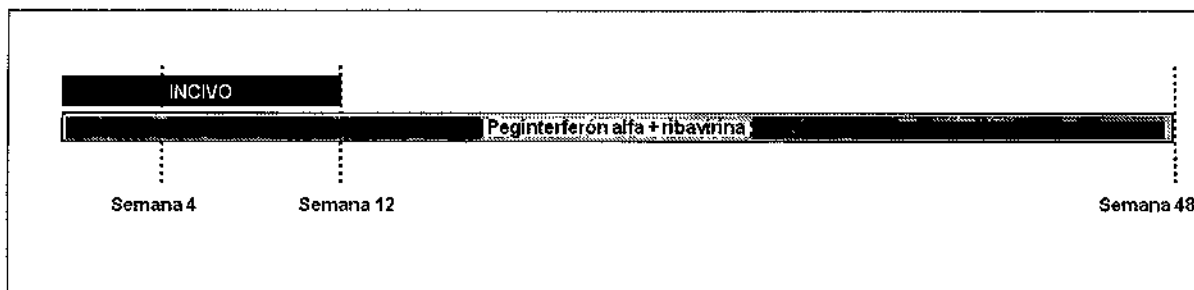 INCIVO
Peginterferón alfa + ribavirina
Semana 4 Semana 12 Semana 48